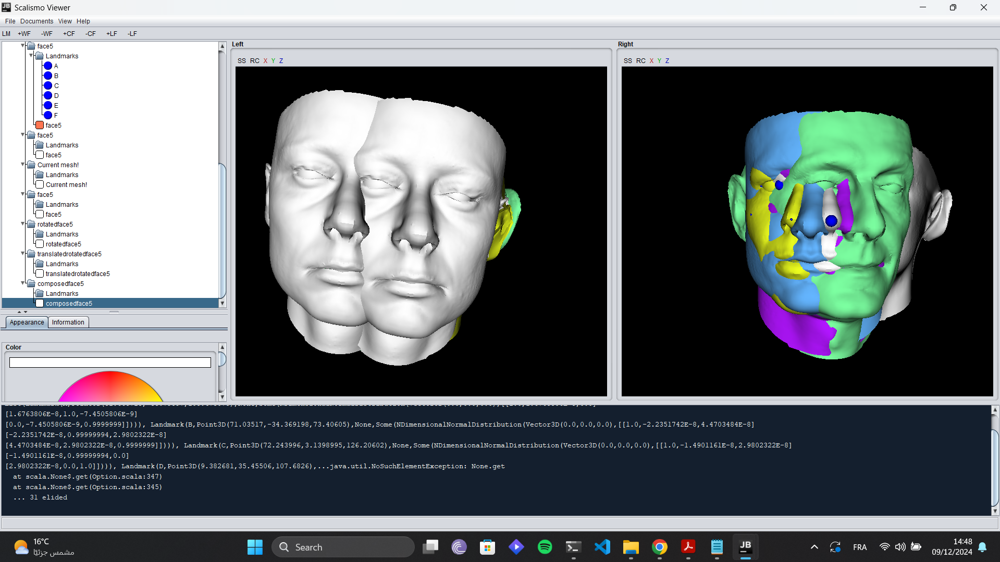 JB Scalismo Viewer
File Documents View Help
LM +WF -WF +CF -CF +LF -LF
face5
Landmarks
A
B
C
D
E
F
face5
face5
Landmarks
face5
Current mesh!
Landmarks
Current mesh!
face5
Landmarks
face5
rotatedface5
Landmarks
rotatedface5
translatedrotatedface5
Landmarks
translatedrotatedface5
composedface5
Landmarks
composedface5
Appearance Information
Color
Left
SS RC X Y Z
Right
SS RC X Y Z
[1.6763806E-8,1.0,-7.4505806E-9]
[0.0,-7.4505806E-9,0.9999999]]))), Landmark(B,Point3D(71.03517,-34.369198,73.40605),None,Some(NDimensionalNormalDistribution(Vector3D(0.0,0.0,0.0),[[1.0,-2.2351742E-8,4.4703484E-8]
[-2.2351742E-8,0.99999994,2.9802322E-8]
[4.4703484E-8,2.9802322E-8,0.9999999]]))), Landmark(C,Point3D(72.243996,3.1398995,126.20602),None,Some(NDimensionalNormalDistribution(Vector3D(0.0,0.0,0.0),[[1.0,-1.4901161E-8,2.9802322E-8]
[-1.4901161E-8,0.99999994,0.0]
[2.9802322E-8,0.0,1.0]]))), Landmark(D,Point3D(9.382681,35.45506,107.6826),...java.util.NoSuchElementException: None.get
at scala.None$.get(Option.scala:347)
at scala.None$.get(Option.scala:345)
... 31 elided
16°C
مشمس جزئيًا
Search
JB
FRA
14:48
09/12/2024